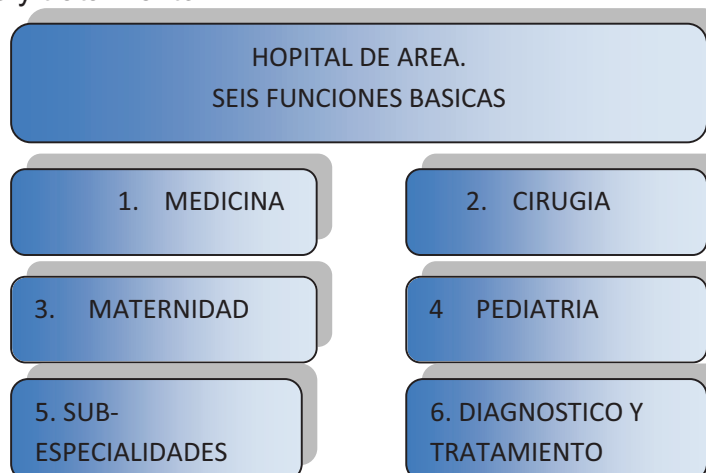 HOPITAL DE AREA.
SEIS FUNCIONES BASICAS
1. MEDICINA
2. CIRUGIA
3. MATERNIDAD
4 PEDIATRIA
5. SUB-
ESPECIALIDADES
6. DIAGNOSTICO Y
TRATAMIENTO